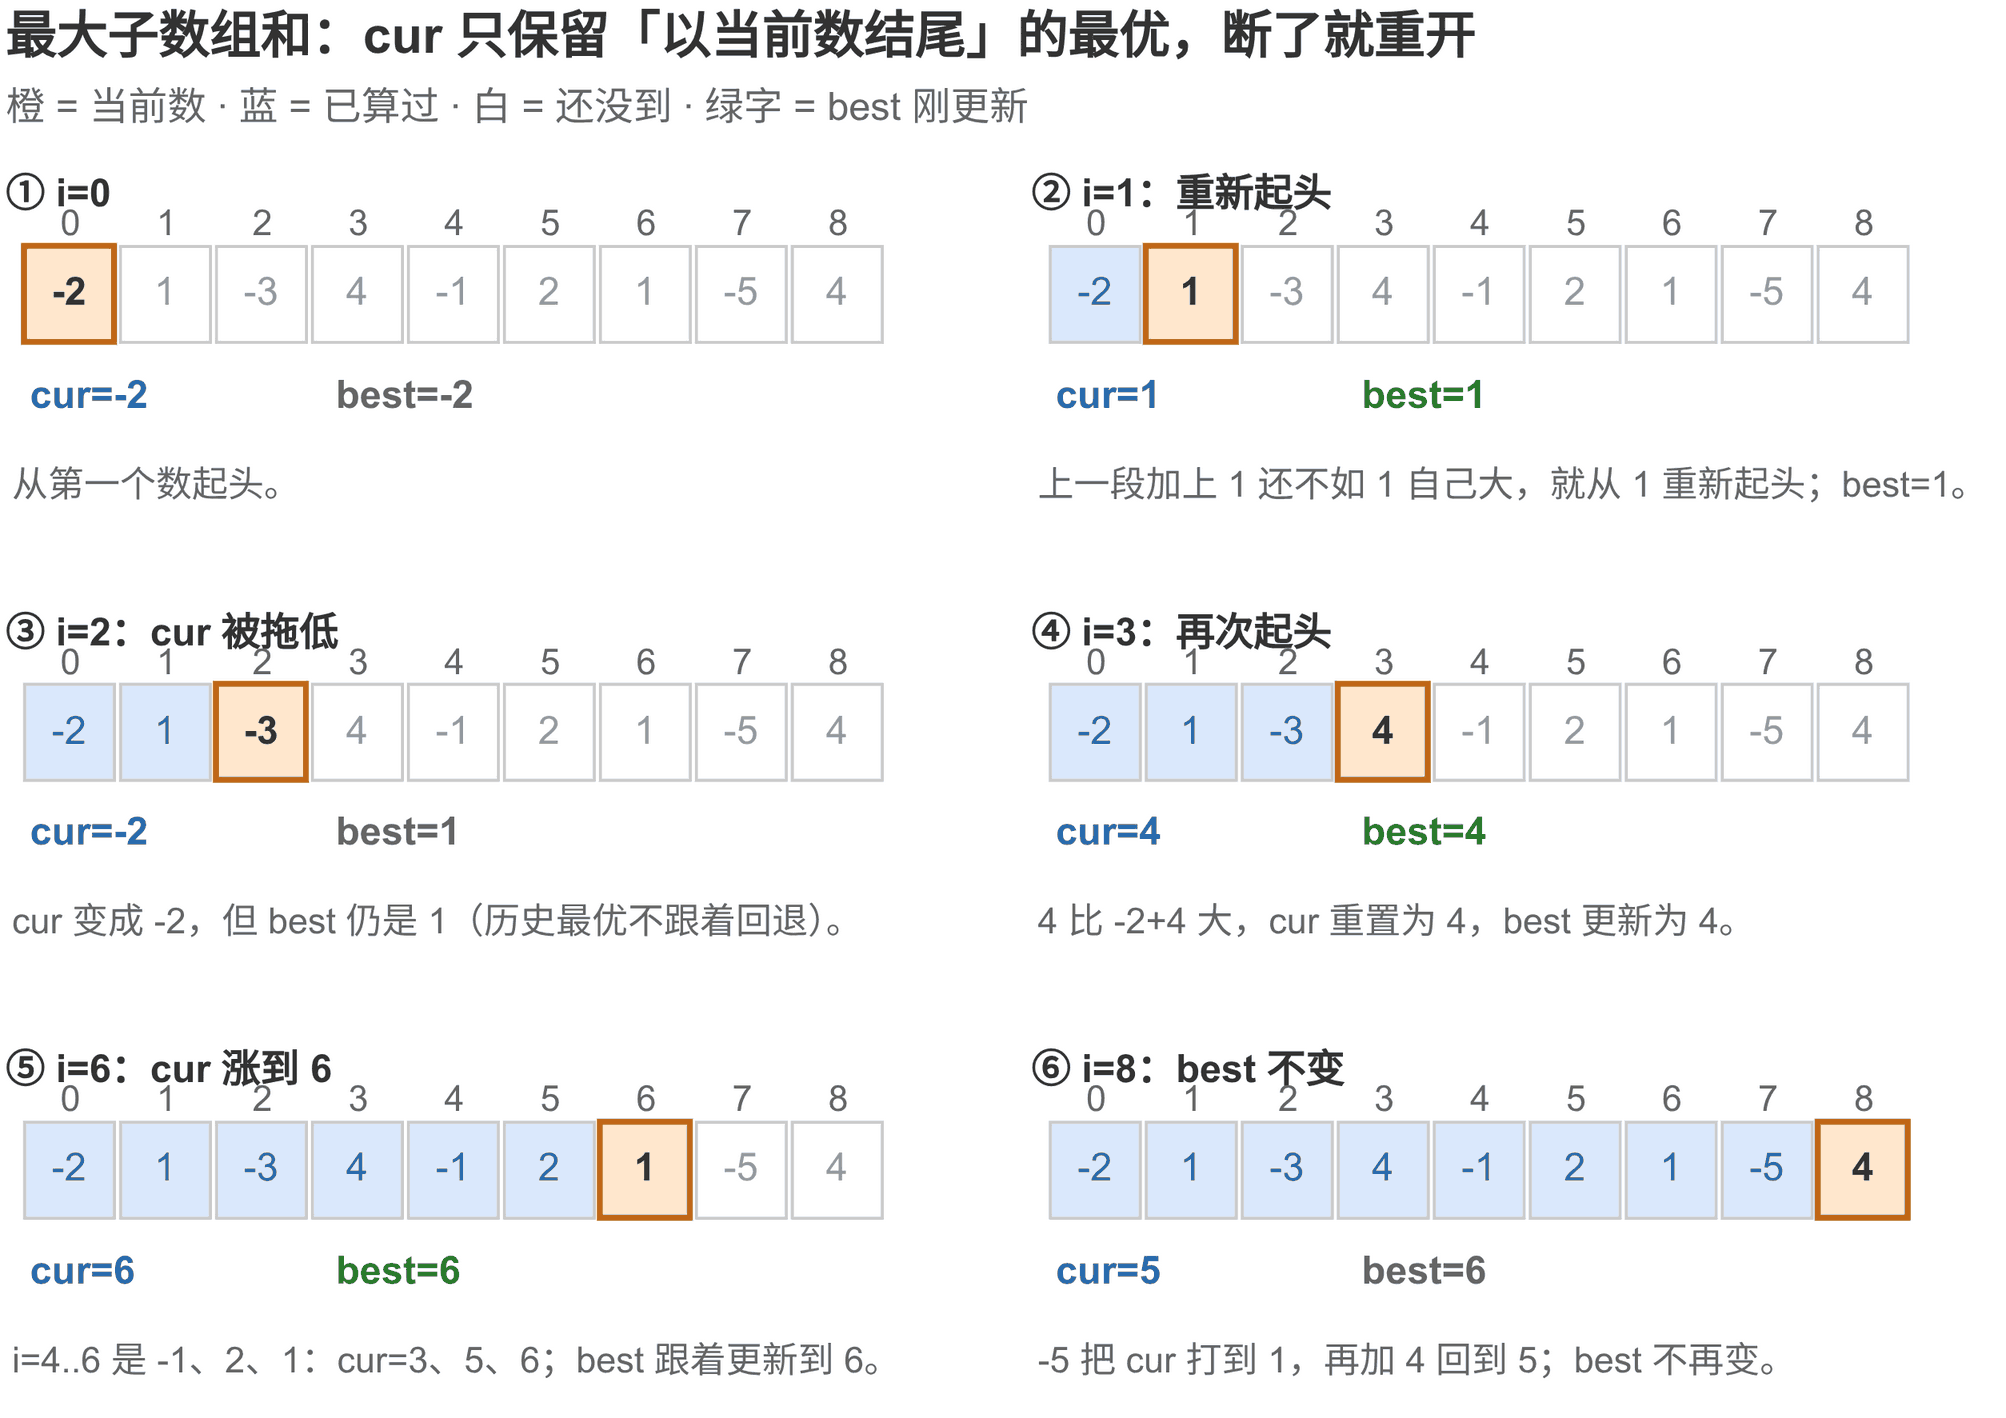 最大子数组和：cur 只保留「以当前数结尾」的最优，断了就重开
橙 = 当前数 · 蓝 = 已算过 · 白 = 还没到 · 绿字 = best 刚更新
① i=0
0 1 2 3 4 5 6 7 8
-2 1 -3 4 -1 2 1 -5 4
cur=-2 best=-2
从第一个数起头。
② i=1：重新起头
0 1 2 3 4 5 6 7 8
-2 1 -3 4 -1 2 1 -5 4
cur=1 best=1
上一段加上 1 还不如 1 自己大，就从 1 重新起头；best=1。
③ i=2：cur 被拖低
0 1 2 3 4 5 6 7 8
-2 1 -3 4 -1 2 1 -5 4
cur=-2 best=1
cur 变成 -2，但 best 仍是 1（历史最优不跟着回退）。
④ i=3：再次起头
0 1 2 3 4 5 6 7 8
-2 1 -3 4 -1 2 1 -5 4
cur=4 best=4
4 比 -2+4 大，cur 重置为 4，best 更新为 4。
⑤ i=6：cur 涨到 6
0 1 2 3 4 5 6 7 8
-2 1 -3 4 -1 2 1 -5 4
cur=6 best=6
i=4..6 是 -1、2、1：cur=3、5、6；best 跟着更新到 6。
⑥ i=8：best 不变
0 1 2 3 4 5 6 7 8
-2 1 -3 4 -1 2 1 -5 4
cur=5 best=6
-5 把 cur 打到 1，再加 4 回到 5；best 不再变。